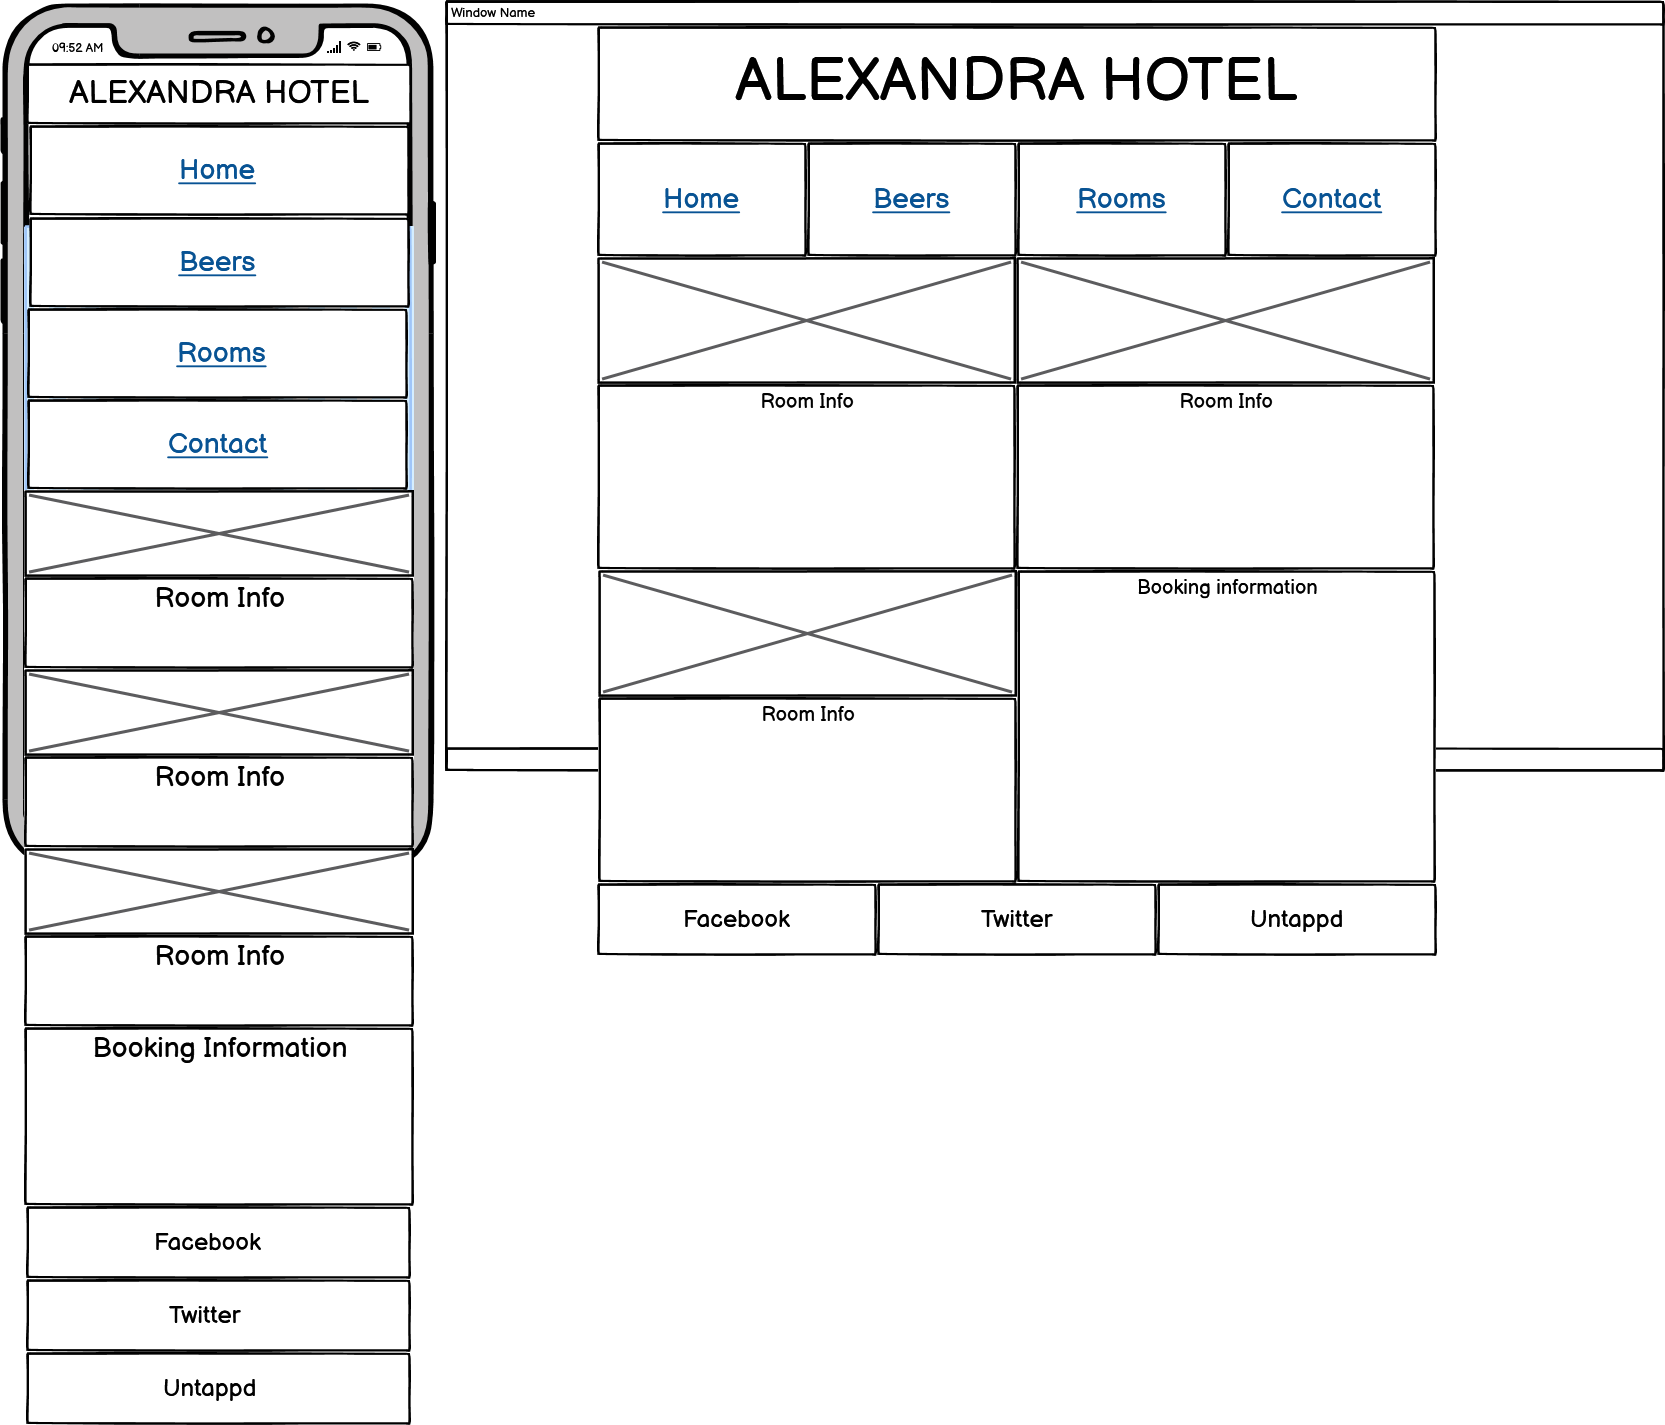 09:52 AM
ALEXANDRA HOTEL
Home
Beers
Rooms
Contact
Room Info
Room Info
Room Info
Booking Information
Facebook
Twitter
Untappd
Window Name
ALEXANDRA HOTEL
Home Beers Rooms Contact
Room Info Room Info
Booking information
Room Info
Facebook Twitter Untappd